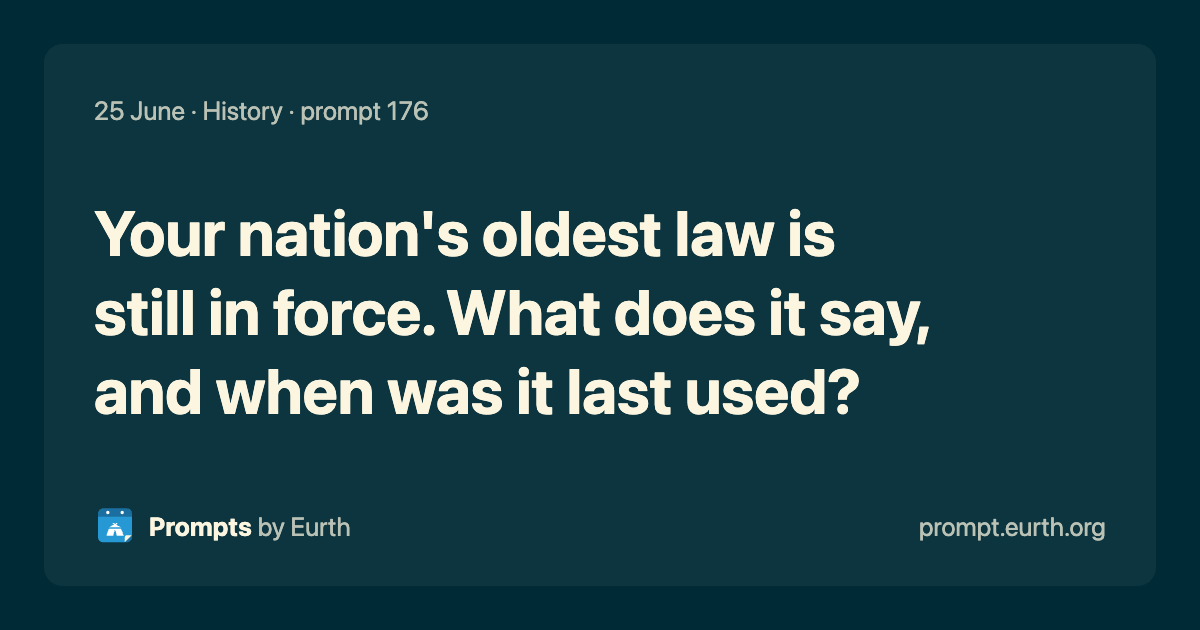 25 June · History · prompt 176
Your nation's oldest law is
still in force. What does it say,
and when was it last used?
Prompts by Eurth
prompt.eurth.org